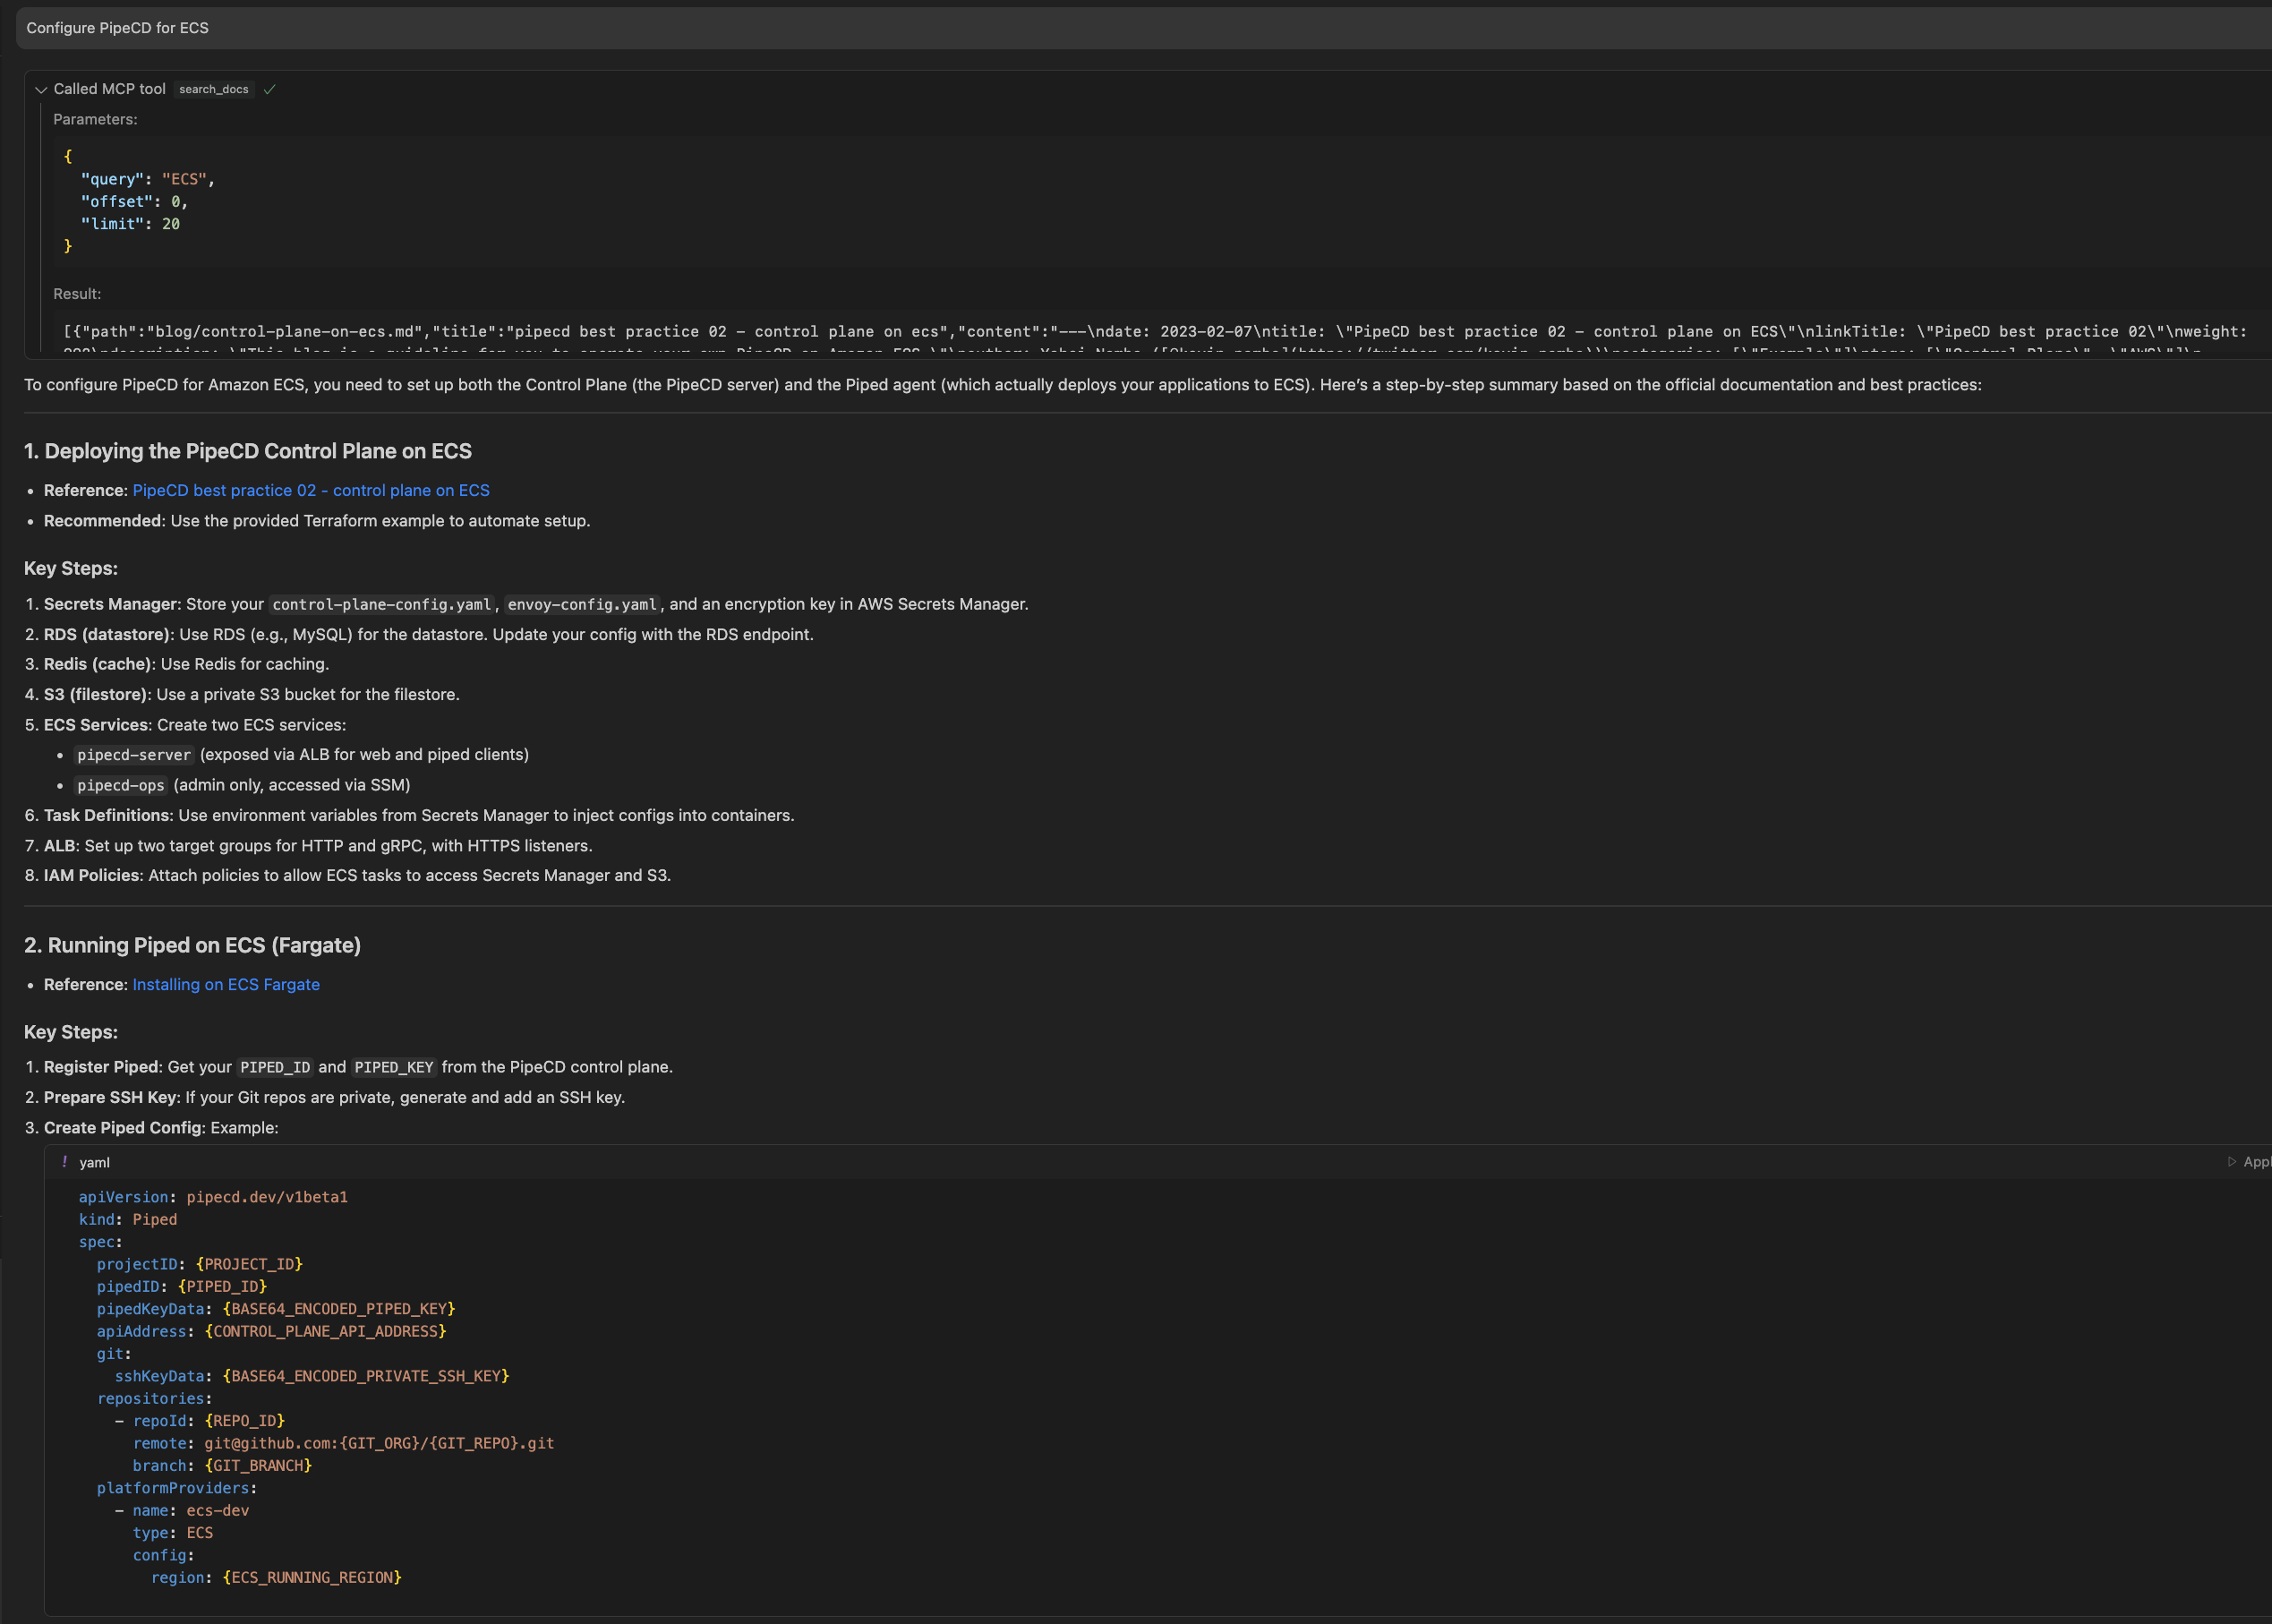 Configure PipeCD for ECS
Called MCP tool search_docs
Parameters:
{
"query": "ECS",
"offset": 0,
"limit": 20
}
Result:
[{"path":"blog/control-plane-on-ecs.md","title":"pipecd best practice 02 – control plane on ecs","content":"---\ndate: 2023-02-07\ntitle: \"PipeCD best practice 02 – control plane on ECS\"\nlinkTitle: \"PipeCD best practice 02\"\nweight:
To configure PipeCD for Amazon ECS, you need to set up both the Control Plane (the PipeCD server) and the Piped agent (which actually deploys your applications to ECS). Here’s a step-by-step summary based on the official documentation and best practices:
1. Deploying the PipeCD Control Plane on ECS
• Reference: PipeCD best practice 02 - control plane on ECS
• Recommended: Use the provided Terraform example to automate setup.
Key Steps:
1. Secrets Manager: Store your control-plane-config.yaml, envoy-config.yaml, and an encryption key in AWS Secrets Manager.
2. RDS (datastore): Use RDS (e.g., MySQL) for the datastore. Update your config with the RDS endpoint.
3. Redis (cache): Use Redis for caching.
4. S3 (filestore): Use a private S3 bucket for the filestore.
5. ECS Services: Create two ECS services:
• pipecd-server (exposed via ALB for web and piped clients)
• pipecd-ops (admin only, accessed via SSM)
6. Task Definitions: Use environment variables from Secrets Manager to inject configs into containers.
7. ALB: Set up two target groups for HTTP and gRPC, with HTTPS listeners.
8. IAM Policies: Attach policies to allow ECS tasks to access Secrets Manager and S3.
2. Running Piped on ECS (Fargate)
• Reference: Installing on ECS Fargate
Key Steps:
1. Register Piped: Get your PIPED_ID and PIPED_KEY from the PipeCD control plane.
2. Prepare SSH Key: If your Git repos are private, generate and add an SSH key.
3. Create Piped Config: Example:
! yaml
apiVersion: pipecd.dev/v1beta1
kind: Piped
spec:
projectID: {PROJECT_ID}
pipedID: {PIPED_ID}
pipedKeyData: {BASE64_ENCODED_PIPED_KEY}
apiAddress: {CONTROL_PLANE_API_ADDRESS}
git:
sshKeyData: {BASE64_ENCODED_PRIVATE_SSH_KEY}
repositories:
– repoId: {REPO_ID}
remote: git@github.com:{GIT_ORG}/{GIT_REPO}.git
branch: {GIT_BRANCH}
platformProviders:
– name: ecs-dev
type: ECS
config:
region: {ECS_RUNNING_REGION}